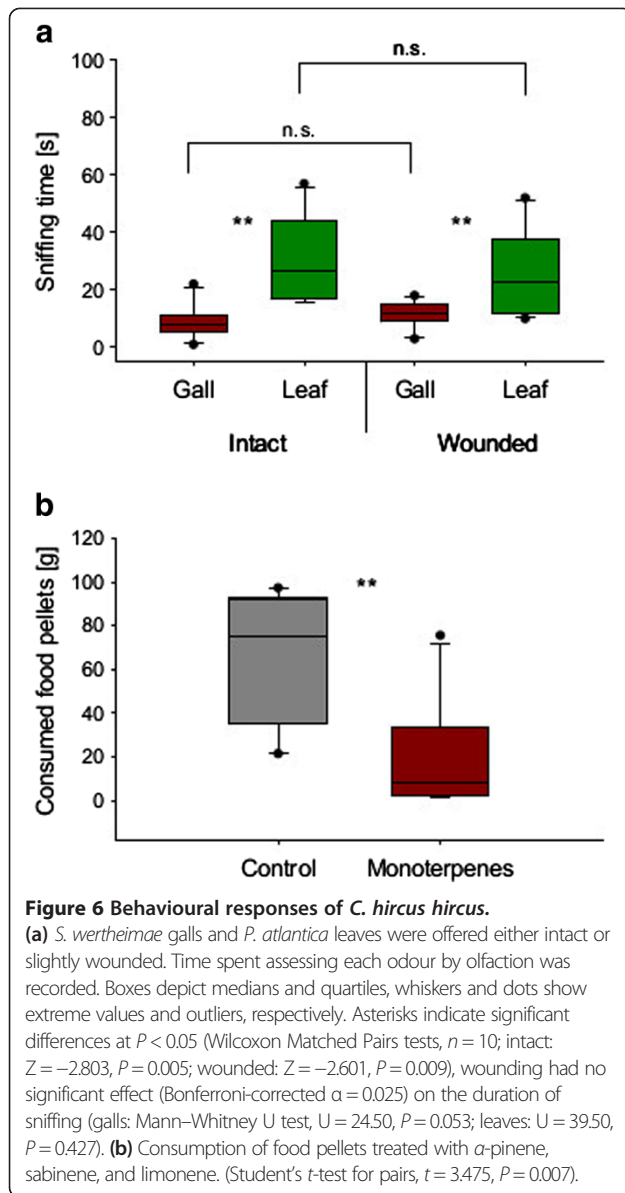 a
n.s.
n.s.
Sniffing time [s]
100
80
60
40
20
0
**
**
Gall
Leaf
Gall
Leaf
Intact
Wounded
b
Consumed food pellets [g]
120
100
80
60
40
20
0
**
Control
Monoterpenes
Figure 6 Behavioural responses of C. hircus hircus.
(a) S. wertheimae galls and P. atlantica leaves were offered either intact or
slightly wounded. Time spent assessing each odour by olfaction was
recorded. Boxes depict medians and quartiles, whiskers and dots show
extreme values and outliers, respectively. Asterisks indicate significant
differences at P < 0.05 (Wilcoxon Matched Pairs tests, n = 10; intact:
Z = −2.803, P = 0.005; wounded: Z = −2.601, P = 0.009), wounding had no
significant effect (Bonferroni-corrected α = 0.025) on the duration of
sniffing (galls: Mann–Whitney U test, U = 24.50, P = 0.053; leaves: U = 39.50,
P = 0.427). (b) Consumption of food pellets treated with α-pinene,
sabinene, and limonene. (Student's t-test for pairs, t = 3.475, P = 0.007).